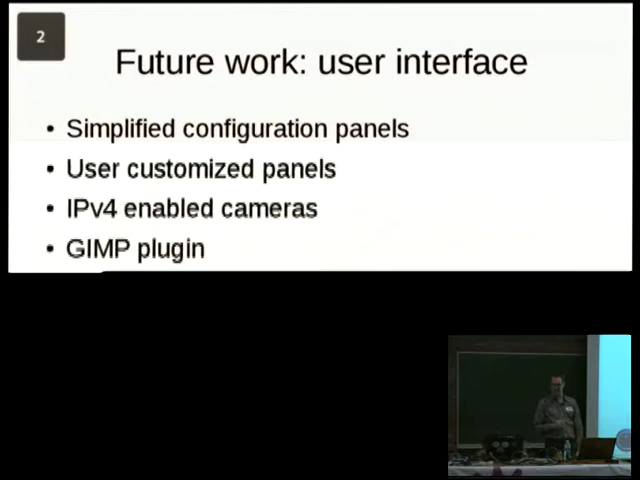 2
Future work: user interface
• Simplified configuration panels
• User customized panels
• IPv4 enabled cameras
• GIMP plugin